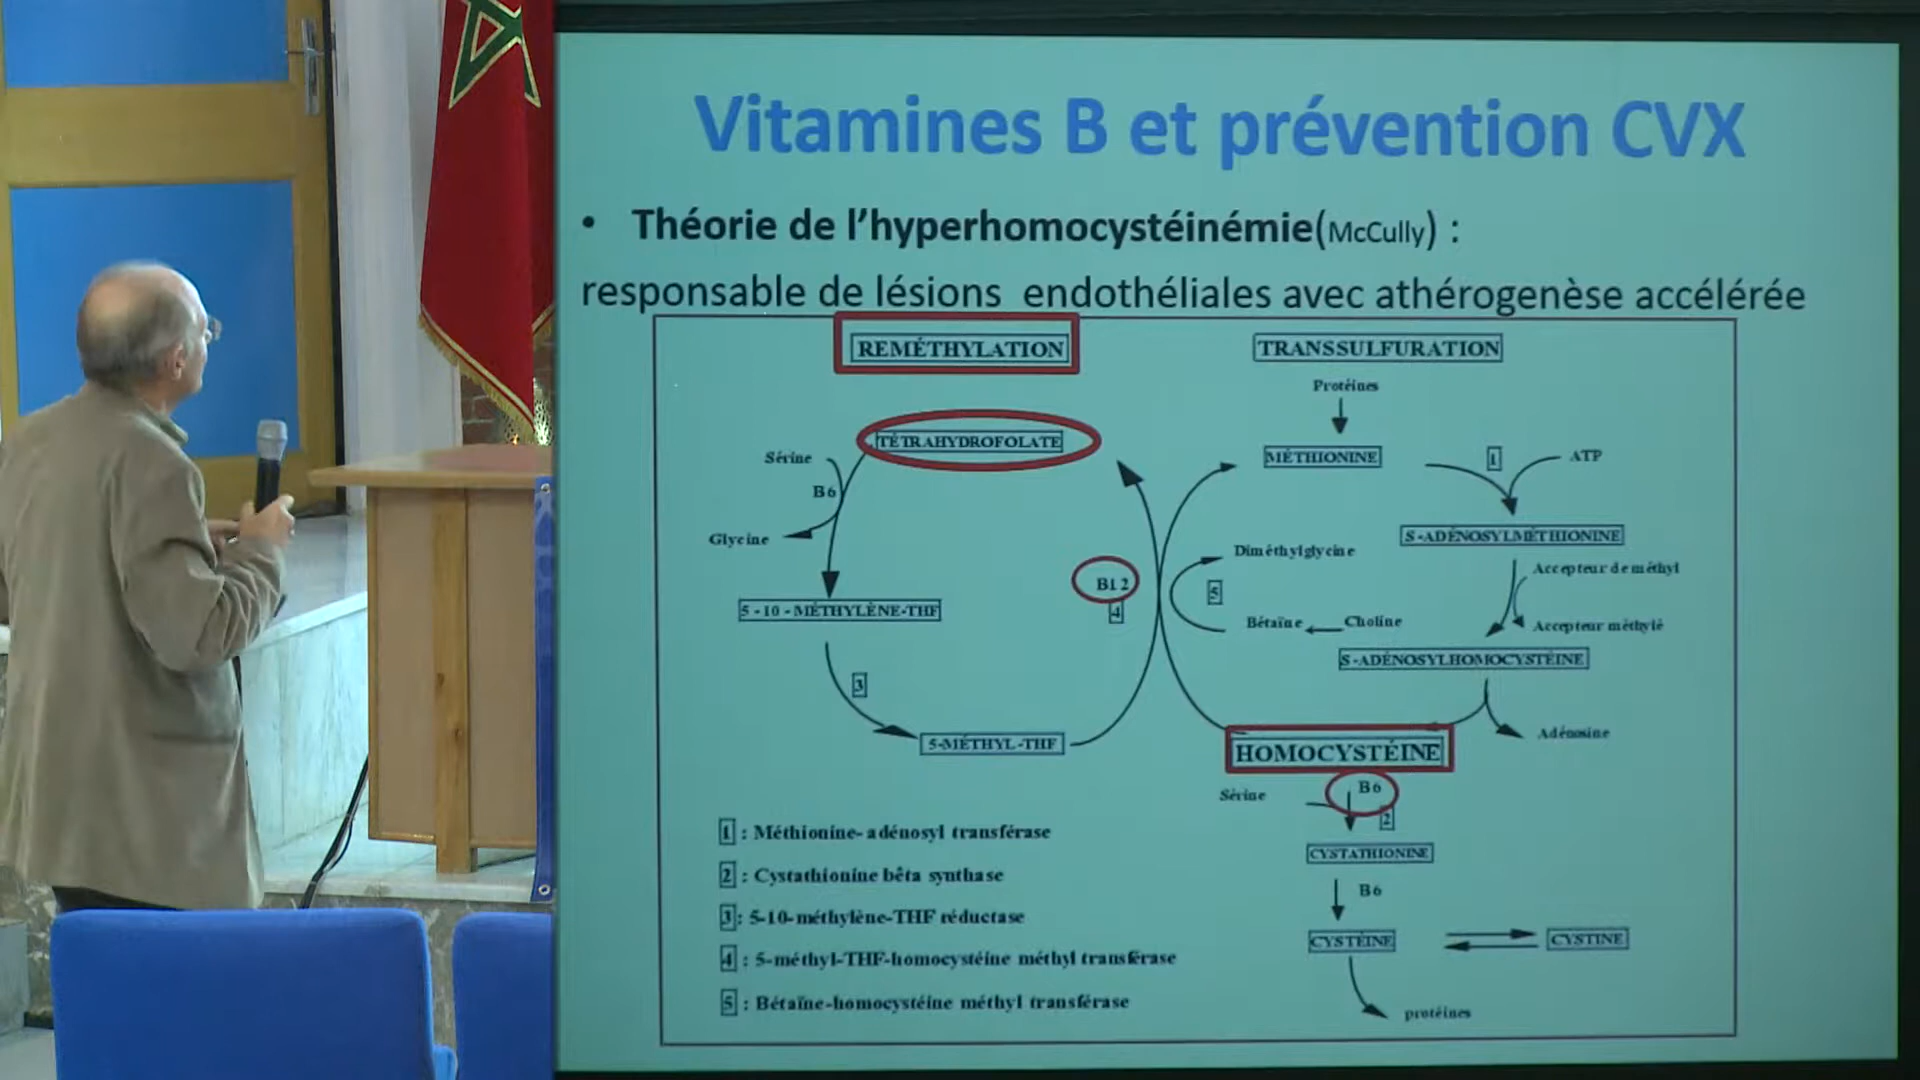 Vitamines B et prévention CVX
• Théorie de l’hyperhomocystéinémie(McCully) :
responsable de lésions endothéliales avec athérogenèse accélérée
REMÉTHYLATION
TRANSSULFURATION
Protéines
TÉTRAHYDROFOLATE
Sérine
B6
Glycine
MÉTHIONINE
1
ATP
S-ADÉNOSYLMÉTHIONINE
Diméthylglycine
Accepteur de méthyl
B12
4
5
5-10-MÉTHYLÈNE-THF
Bétaïne
Choline
Accepteur méthylé
S-ADÉNOSYLHOMOCYSTÉINE
3
5-MÉTHYL-THF
HOMOCYSTÉINE
Adénosine
Sérine
B6
2
1 : Méthionine-adénosyl transférase
CYSTATHIONINE
2 : Cystathionine bêta synthase
B6
3: 5-10-méthylène-THF réductase
CYSTÉINE
CYSTINE
4 : 5-méthyl-THF-homocystéine méthyl transférase
5 : Bétaïne-homocystéine méthyl transférase
protéines